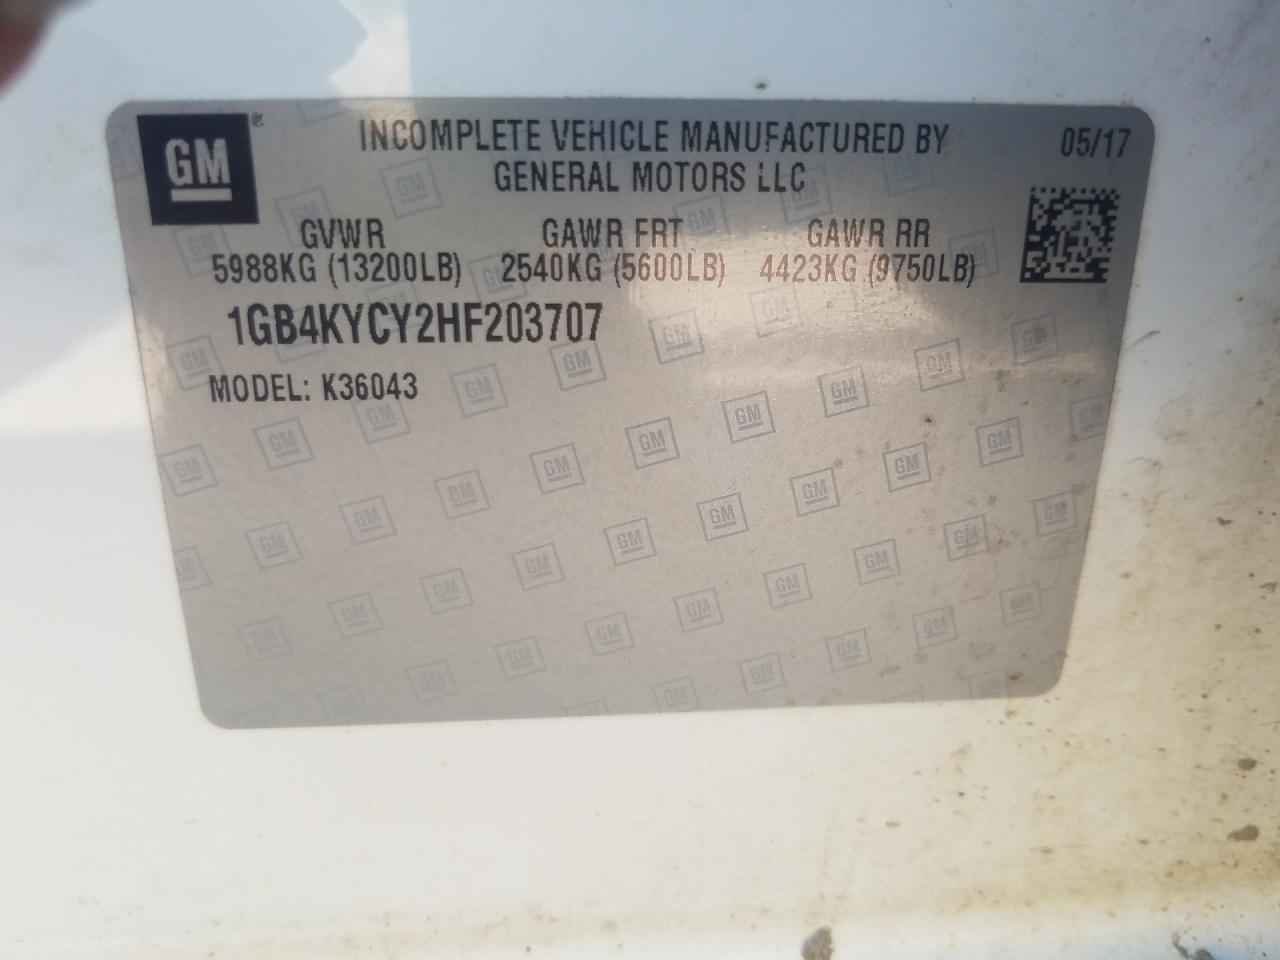 GM
INCOMPLETE VEHICLE MANUFACTURED BY
05/17
GENERAL MOTORS LLC
GVWR GAWR FRT GAWR RR
5988KG (13200LB) 2540KG (5600LB) 4423KG (9750LB)
1GB4KYCY2HF203707
MODEL: K36043